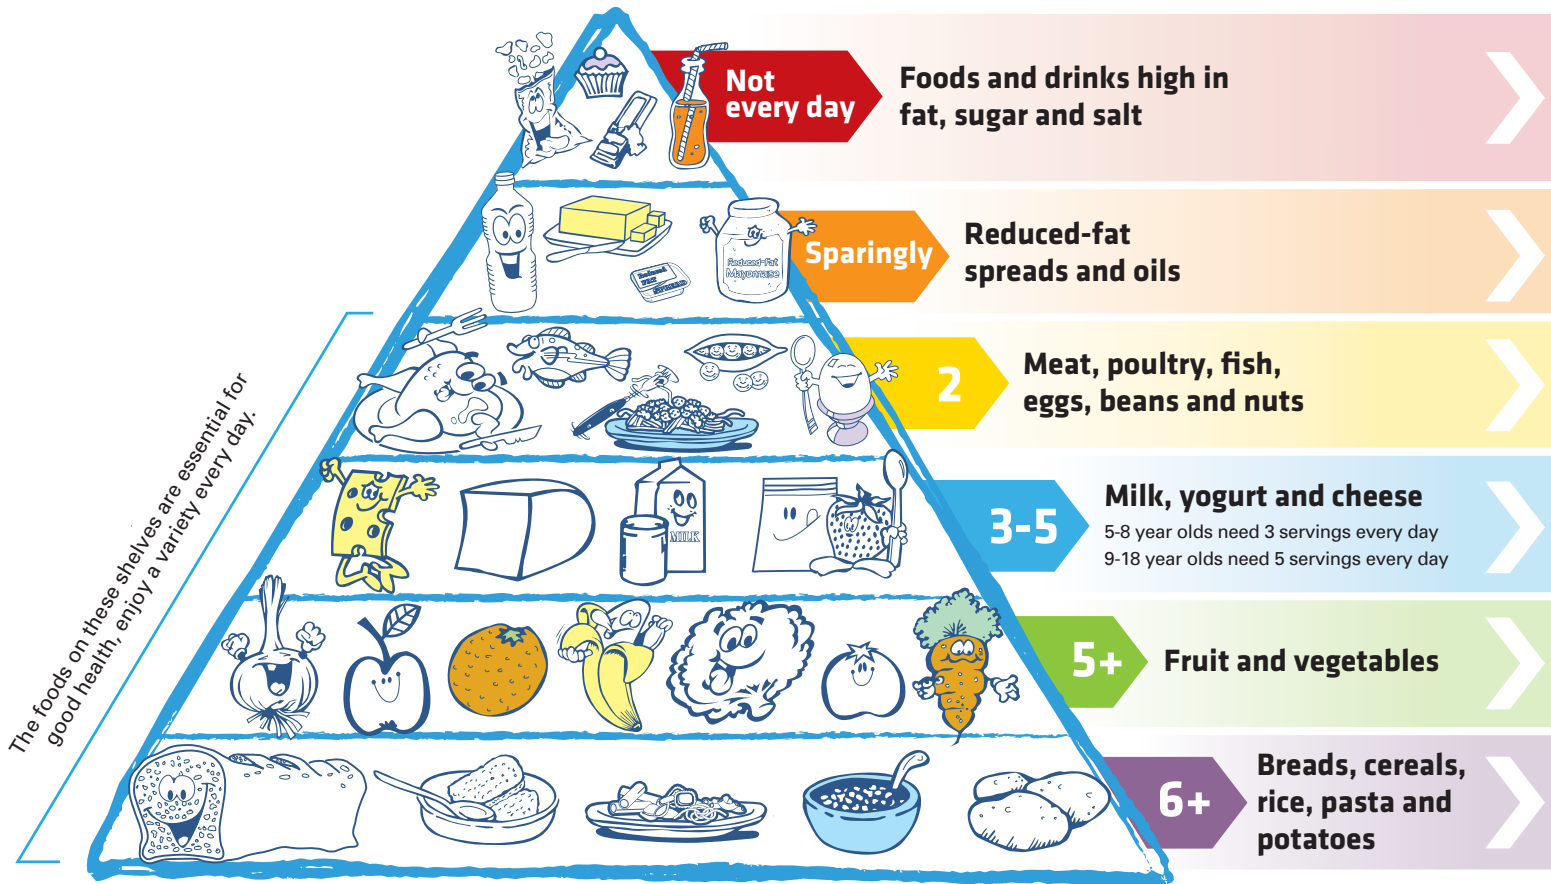 Not
every day
Foods and drinks high in
fat, sugar and salt
Sparingly
Reduced-fat
spreads and oils
Reduced-Fat
Mayonnaise
Reduced
FAT
SPREAD
2
Meat, poultry, fish,
eggs, beans and nuts
3-5
Milk, yogurt and cheese
5-8 year olds need 3 servings every day
9-18 year olds need 5 servings every day
MILK
5+
Fruit and vegetables
6+
Breads, cereals,
rice, pasta and
potatoes
The foods on these shelves are essential for
good health, enjoy a variety every day.